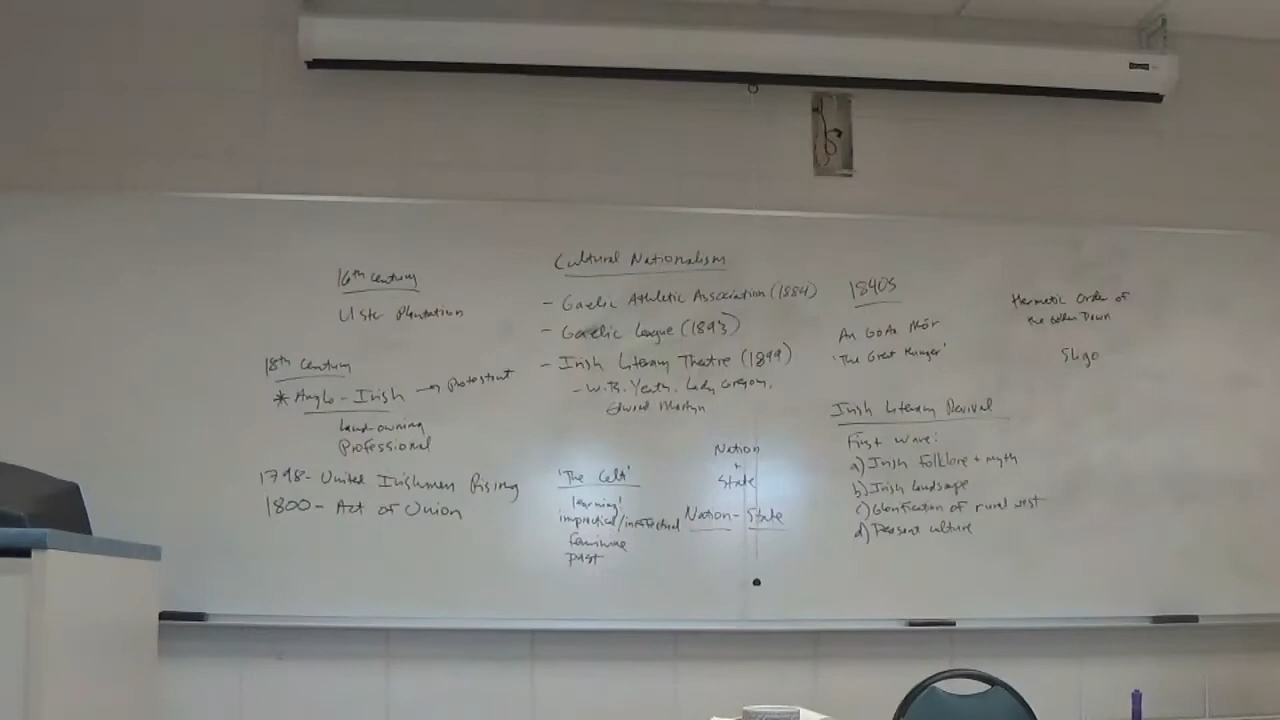 16th century
Ulster Plantation
18th Century
* Anglo-Irish → Protestant
Land-owning
Professional
1798- United Irishmen Rising
1800- Act of Union
Cultural Nationalism
- Gaelic Athletic Association (1884)
- Gaelic League (1893)
- Irish Literary Theatre (1899)
- W.B. Yeats, Lady Gregory,
Edward Martyn
'The Celt'
'learning'
impractical/ineffectual
feminine
past
Nation
+
State
Nation-State
1840s
An Gorta Mór
'The Great Hunger'
Irish Literary Revival
First wave:
a) Irish folklore + myth
b) Irish landscape
c) Glorification of rural west
d) Peasant culture
Hermetic Order of
the Golden Dawn
Sligo